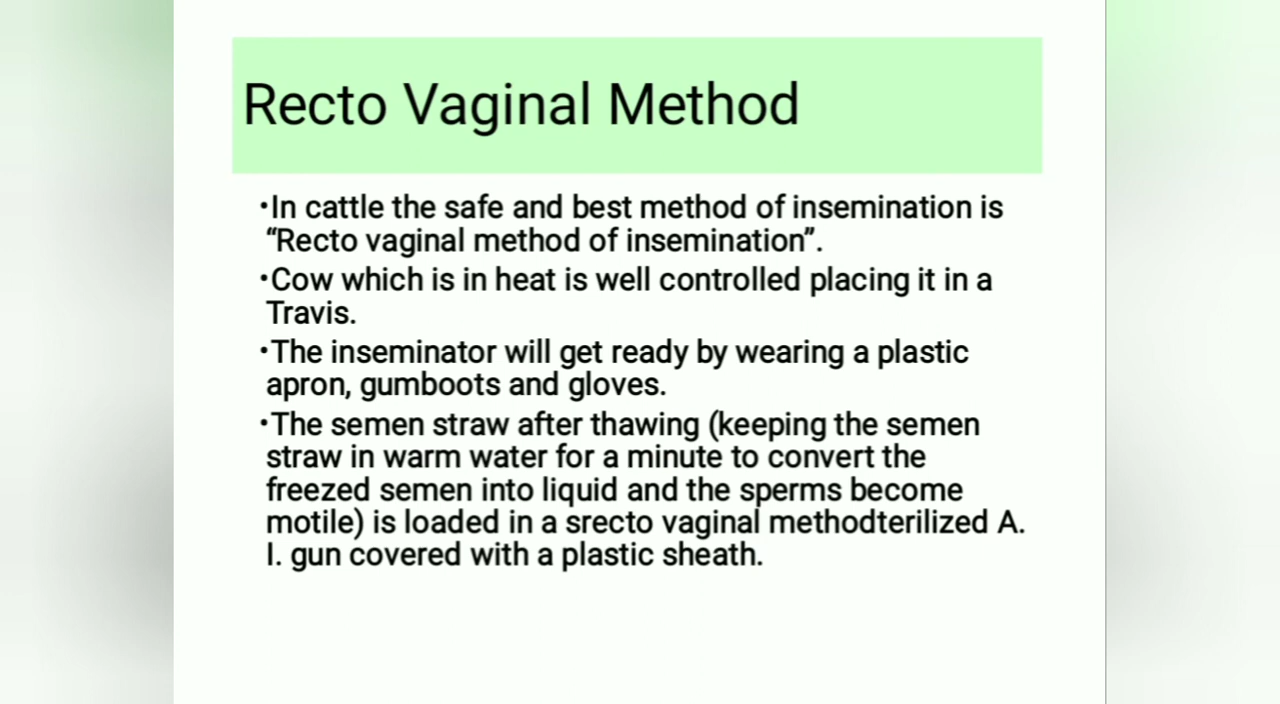 Recto Vaginal Method
•In cattle the safe and best method of insemination is
“Recto vaginal method of insemination”.
•Cow which is in heat is well controlled placing it in a
Travis.
•The inseminator will get ready by wearing a plastic
apron, gumboots and gloves.
•The semen straw after thawing (keeping the semen
straw in warm water for a minute to convert the
freezed semen into liquid and the sperms become
motile) is loaded in a srecto vaginal methodterilized A.
I. gun covered with a plastic sheath.